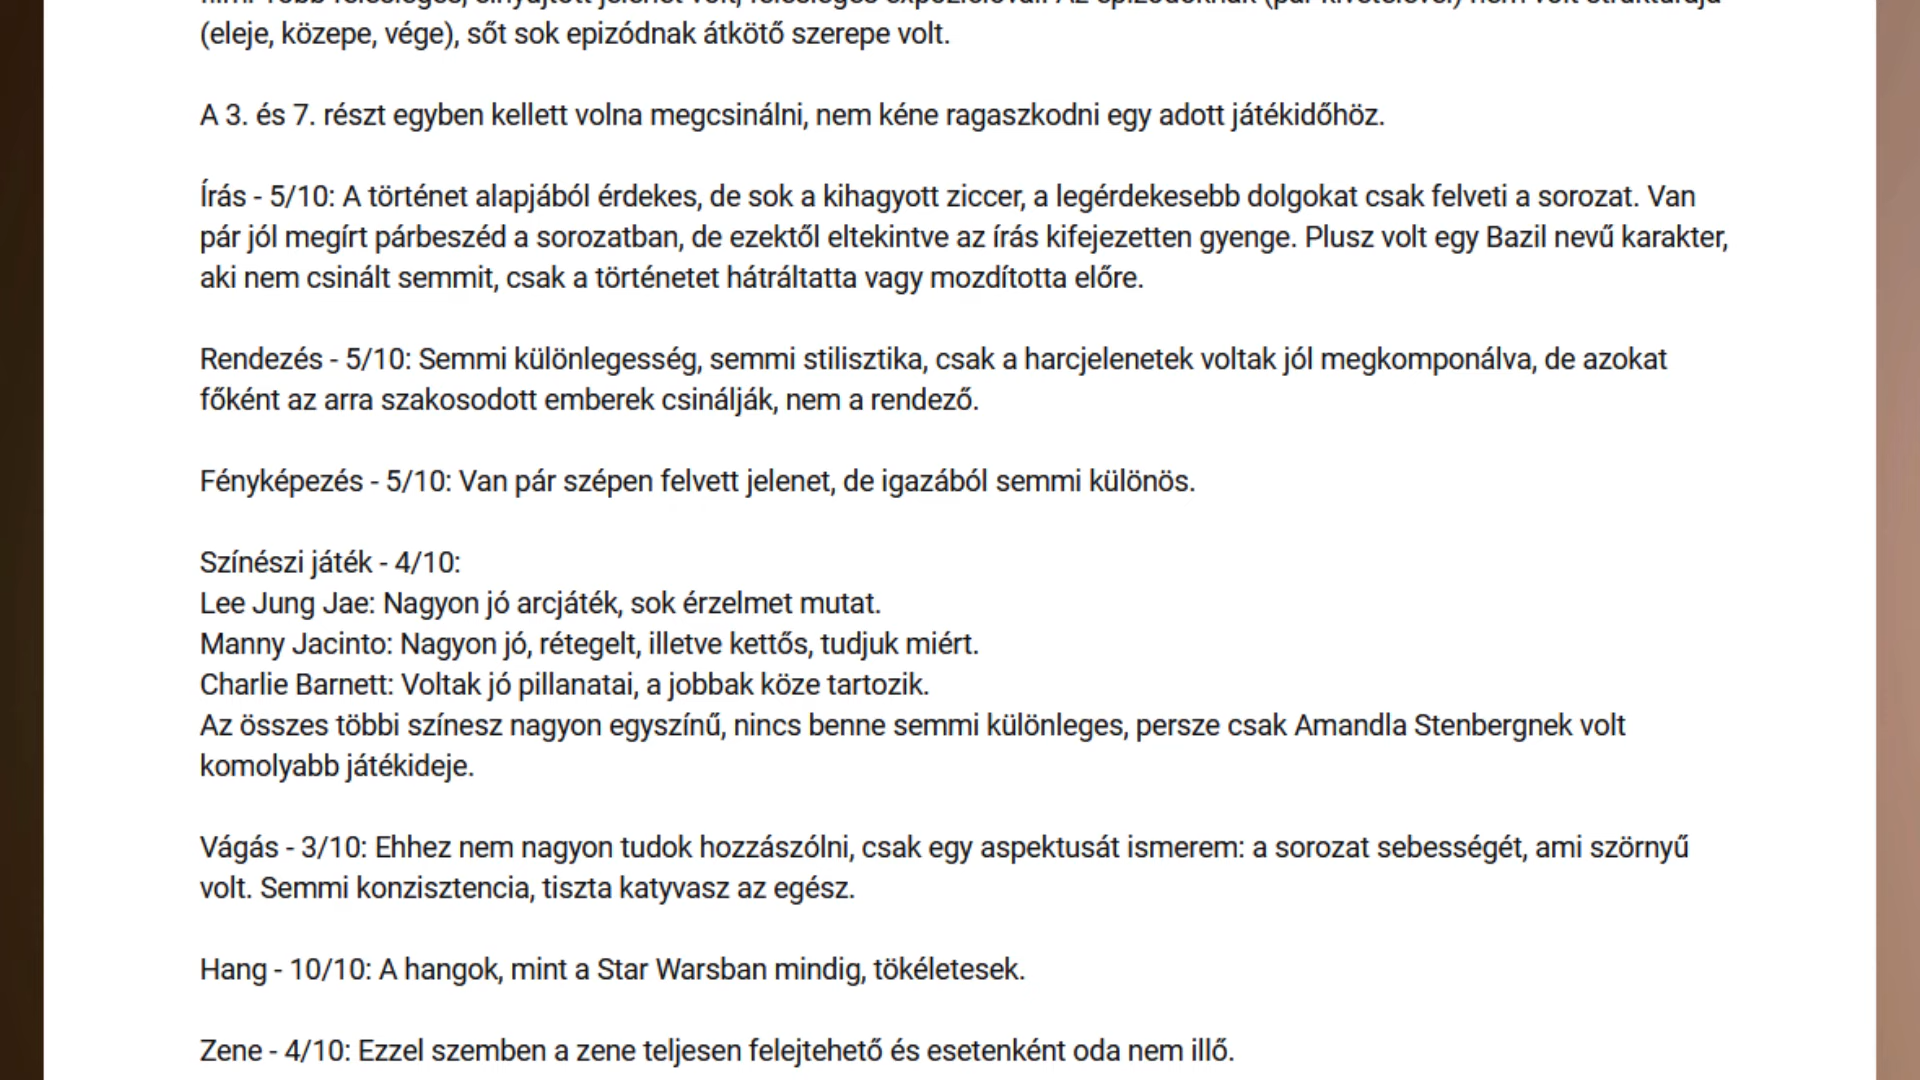 (eleje, közepe, vége), sőt sok epizódnak átkötő szerepe volt.
A 3. és 7. részt egyben kellett volna megcsinálni, nem kéne ragaszkodni egy adott játékidőhöz.
Írás - 5/10: A történet alapjából érdekes, de sok a kihagyott ziccer, a legérdekesebb dolgokat csak felveti a sorozat. Van
pár jól megírt párbeszéd a sorozatban, de ezektől eltekintve az írás kifejezetten gyenge. Plusz volt egy Bazil nevű karakter,
aki nem csinált semmit, csak a történetet hátráltatta vagy mozdította előre.
Rendezés - 5/10: Semmi különlegesség, semmi stilisztika, csak a harcjelenetek voltak jól megkomponálva, de azokat
főként az arra szakosodott emberek csinálják, nem a rendező.
Fényképezés - 5/10: Van pár szépen felvett jelenet, de igazából semmi különös.
Színészi játék - 4/10:
Lee Jung Jae: Nagyon jó arcjáték, sok érzelmet mutat.
Manny Jacinto: Nagyon jó, rétegelt, illetve kettős, tudjuk miért.
Charlie Barnett: Voltak jó pillanatai, a jobbak köze tartozik.
Az összes többi színesz nagyon egyszínű, nincs benne semmi különleges, persze csak Amandla Stenbergnek volt
komolyabb játékideje.
Vágás - 3/10: Ehhez nem nagyon tudok hozzászólni, csak egy aspektusát ismerem: a sorozat sebességét, ami szörnyű
volt. Semmi konzisztencia, tiszta katyvasz az egész.
Hang - 10/10: A hangok, mint a Star Warsban mindig, tökéletesek.
Zene - 4/10: Ezzel szemben a zene teljesen felejtehető és esetenként oda nem illő.